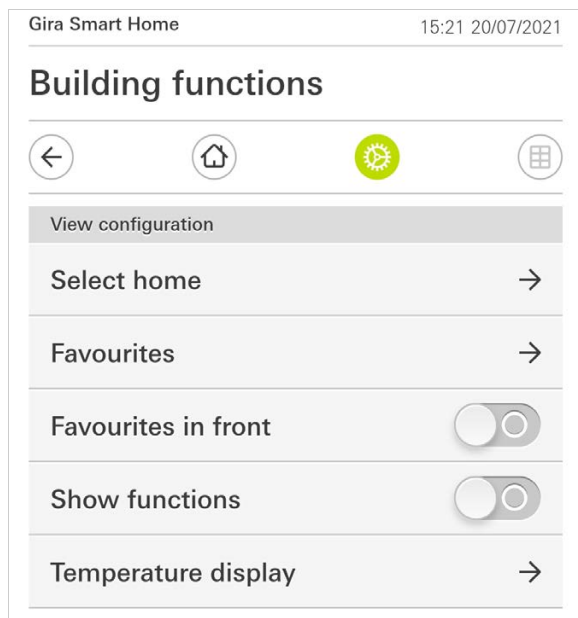 Gira Smart Home 15:21 20/07/2021
Building functions
View configuration
Select home
Favourites
Favourites in front
Show functions
Temperature display